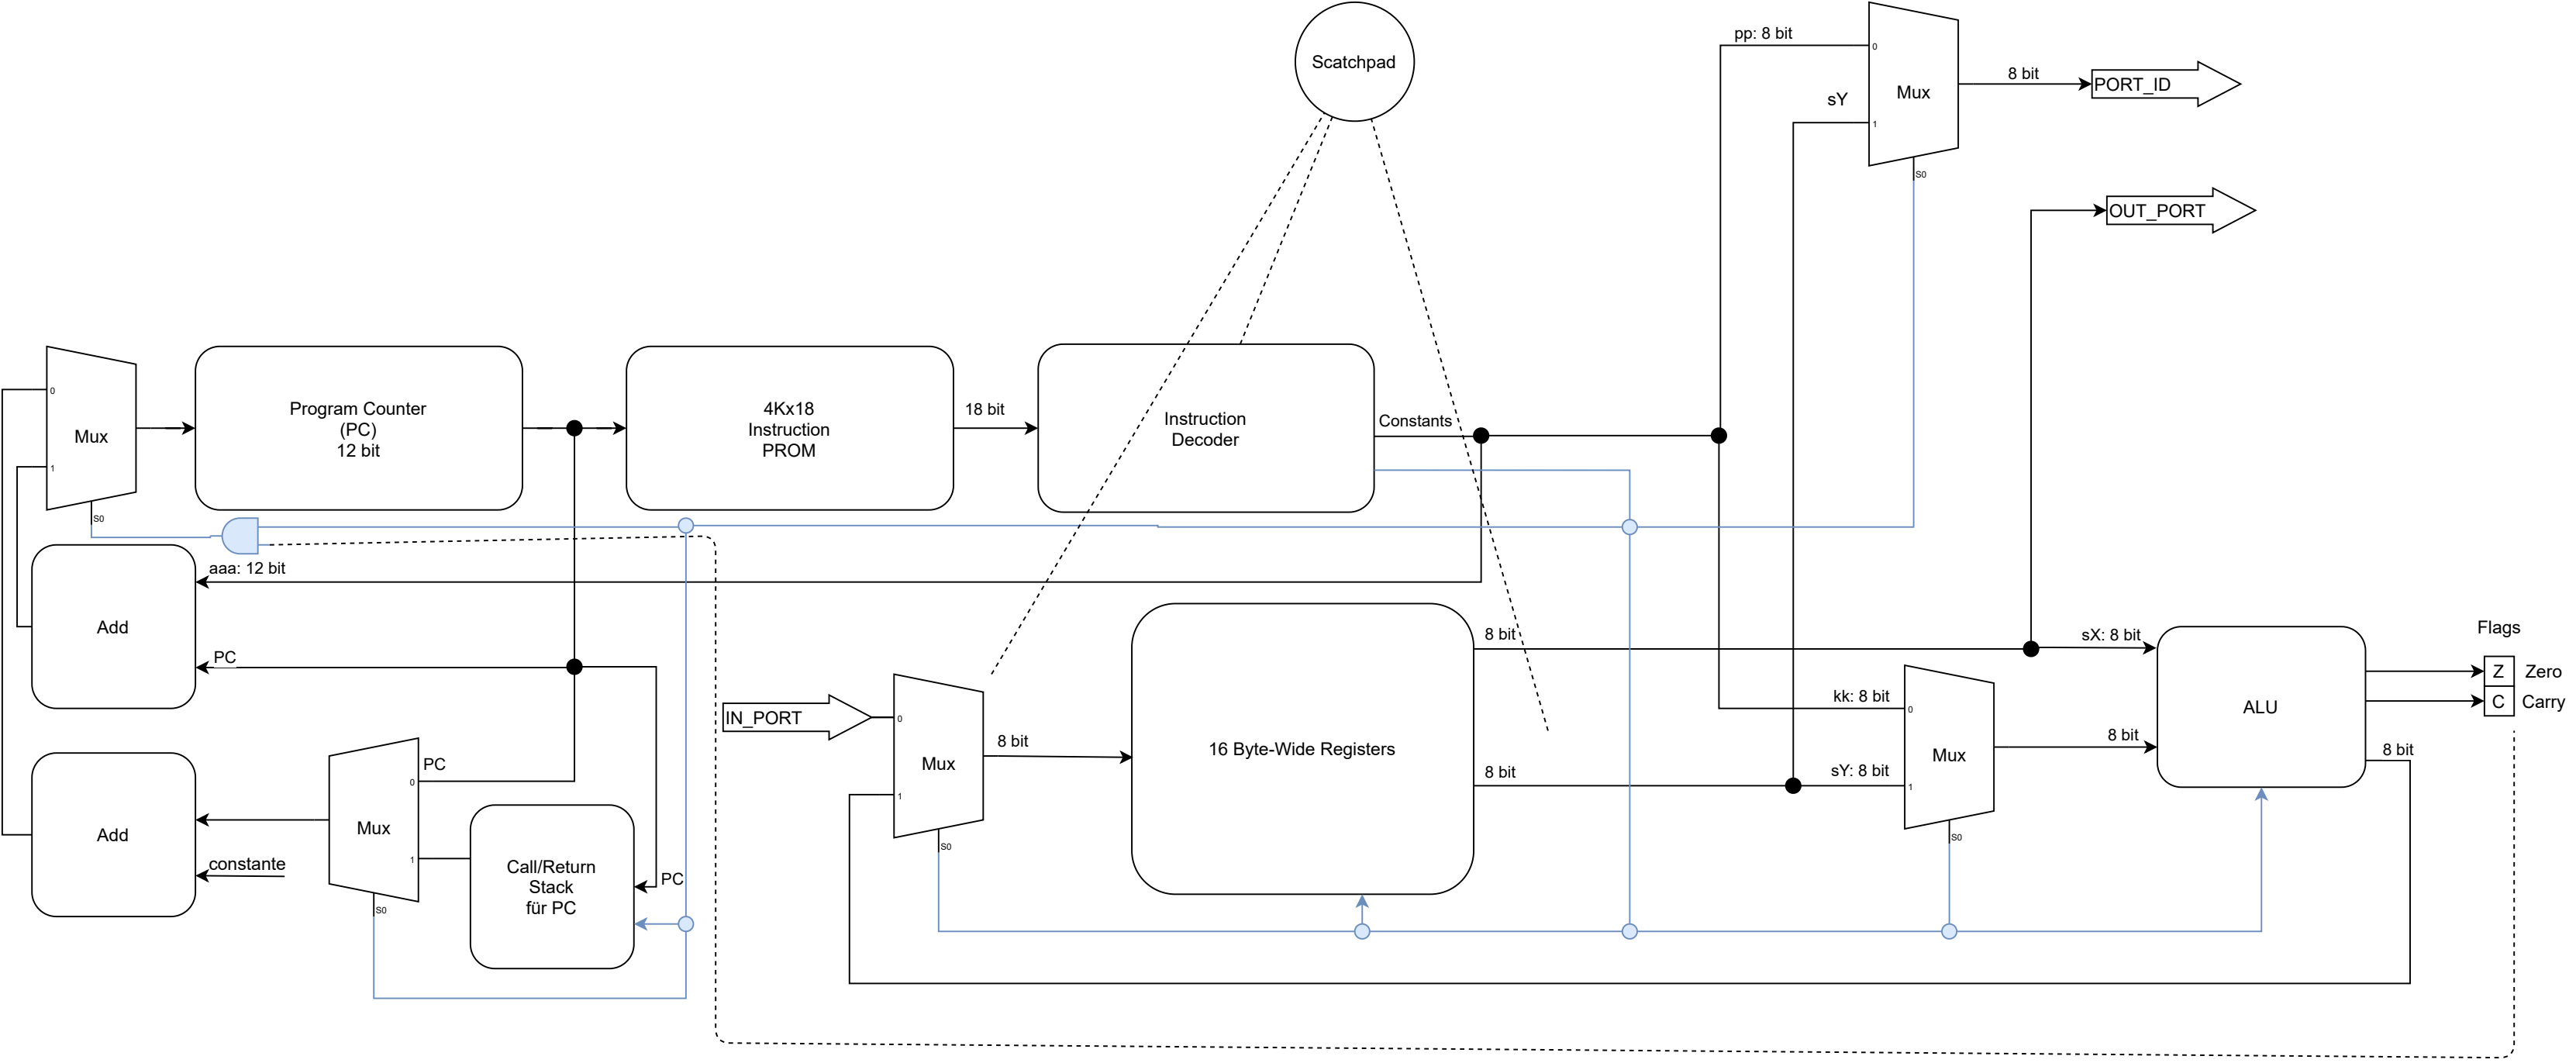 Scatchpad
pp: 8 bit
0
Mux
sY
1
S0
8 bit
PORT_ID
OUT_PORT
0
Mux
1
S0
Program Counter
(PC)
12 bit
4Kx18
Instruction
PROM
18 bit
Instruction
Decoder
Constants
aaa: 12 bit
Add
PC
Add
constante
Mux
PC
0
1
S0
Call/Return
Stack
für PC
PC
IN_PORT
0
Mux
1
S0
8 bit
16 Byte-Wide Registers
8 bit
8 bit
kk: 8 bit
0
Mux
sY: 8 bit
1
S0
sX: 8 bit
8 bit
ALU
8 bit
Flags
Z
Zero
C
Carry